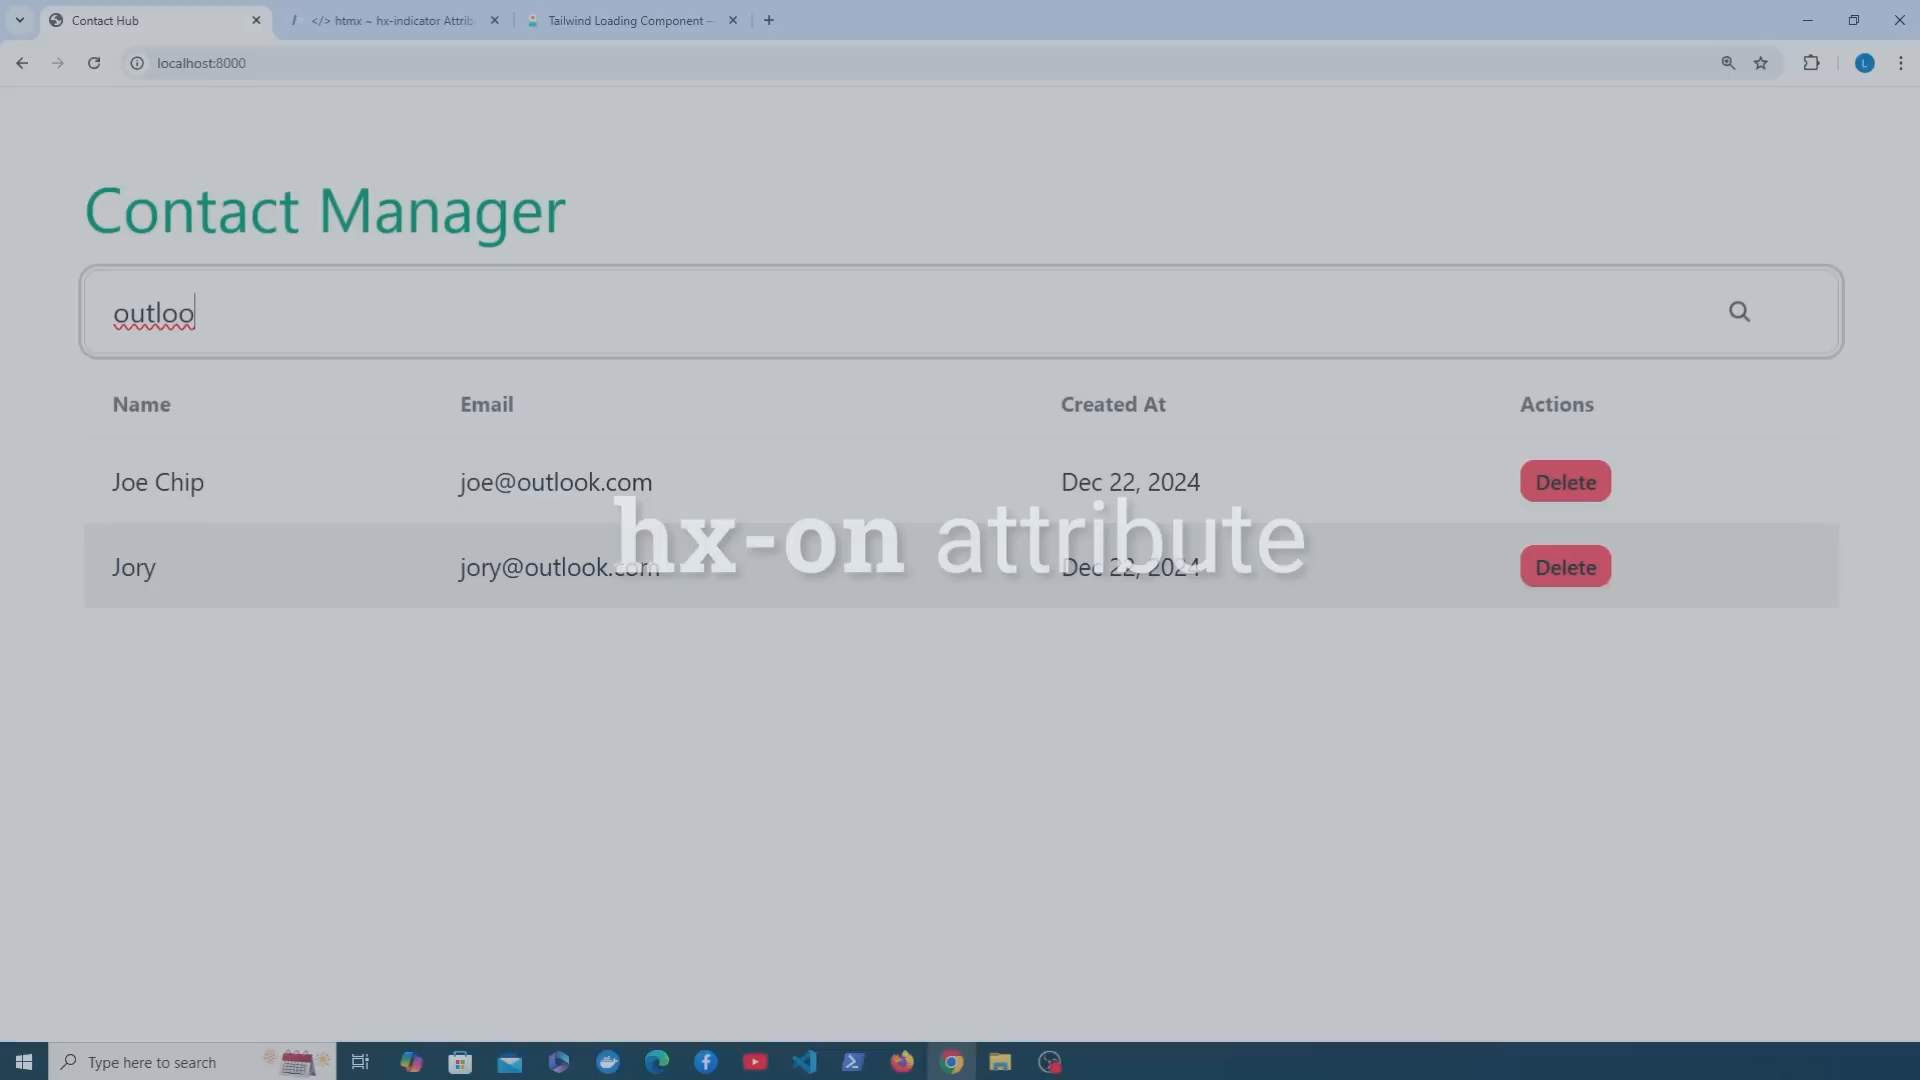 Contact Hub
</> htmx ~ hx-indicator Attrib
Tailwind Loading Component –
localhost:8000
L
Contact Manager
outloo
Name Email Created At Actions
Joe Chip joe@outlook.com Dec 22, 2024 Delete
hx-on attribute
Jory jory@outlook.com Dec 22, 2024 Delete
Type here to search